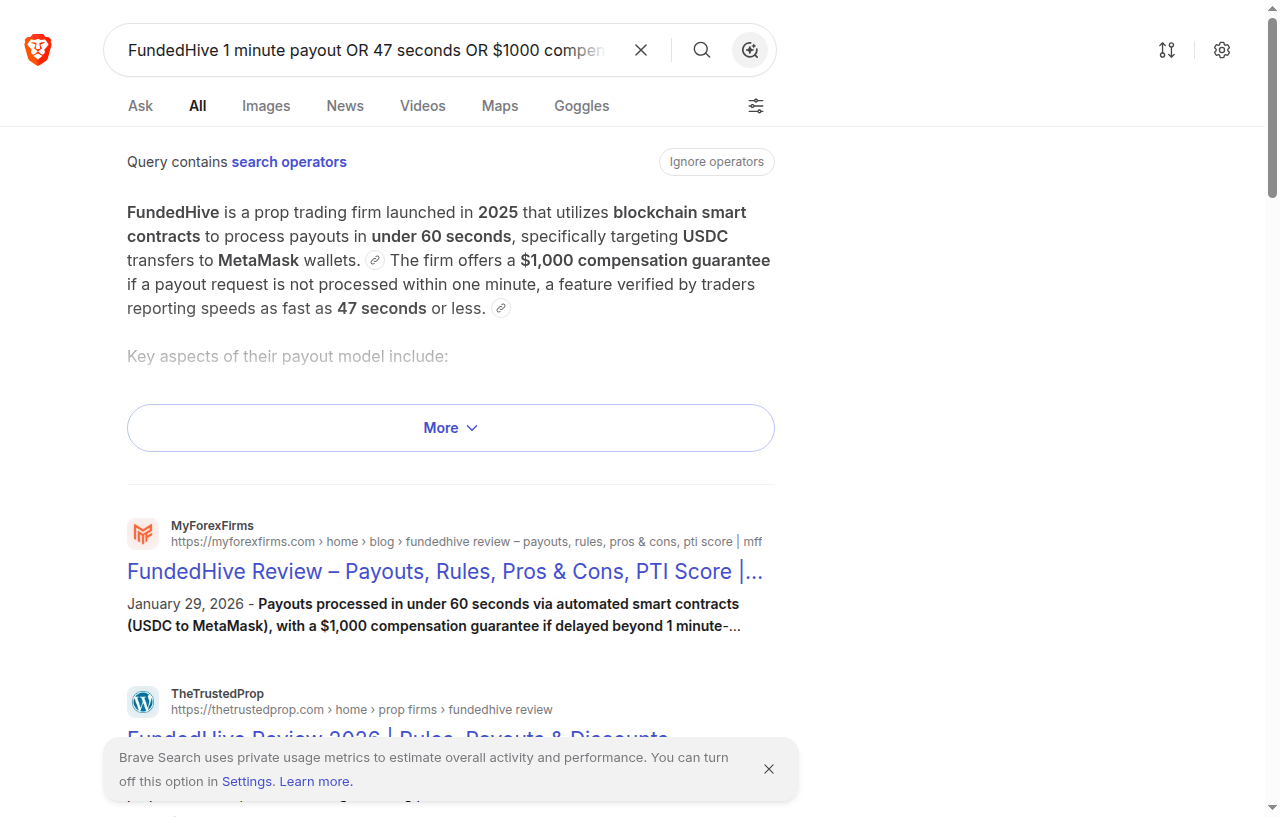 FundedHive 1 minute payout OR 47 seconds OR $1000 compen
Ask All Images News Videos Maps Goggles
Query contains search operators
Ignore operators
FundedHive is a prop trading firm launched in 2025 that utilizes blockchain smart
contracts to process payouts in under 60 seconds, specifically targeting USDC
transfers to MetaMask wallets. The firm offers a $1,000 compensation guarantee
if a payout request is not processed within one minute, a feature verified by traders
reporting speeds as fast as 47 seconds or less.
Key aspects of their payout model include:
More
MyForexFirms
https://myforexfirms.com › home › blog › fundedhive review – payouts, rules, pros & cons, pti score | mff
FundedHive Review – Payouts, Rules, Pros & Cons, PTI Score |...
January 29, 2026 - Payouts processed in under 60 seconds via automated smart contracts
(USDC to MetaMask), with a $1,000 compensation guarantee if delayed beyond 1 minute-...
TheTrustedProp
https://thetrustedprop.com › home › prop firms › fundedhive review
FundedHive Review 2026 | Rules, Payouts & Discounts
Brave Search uses private usage metrics to estimate overall activity and performance. You can turn
off this option in Settings. Learn more.